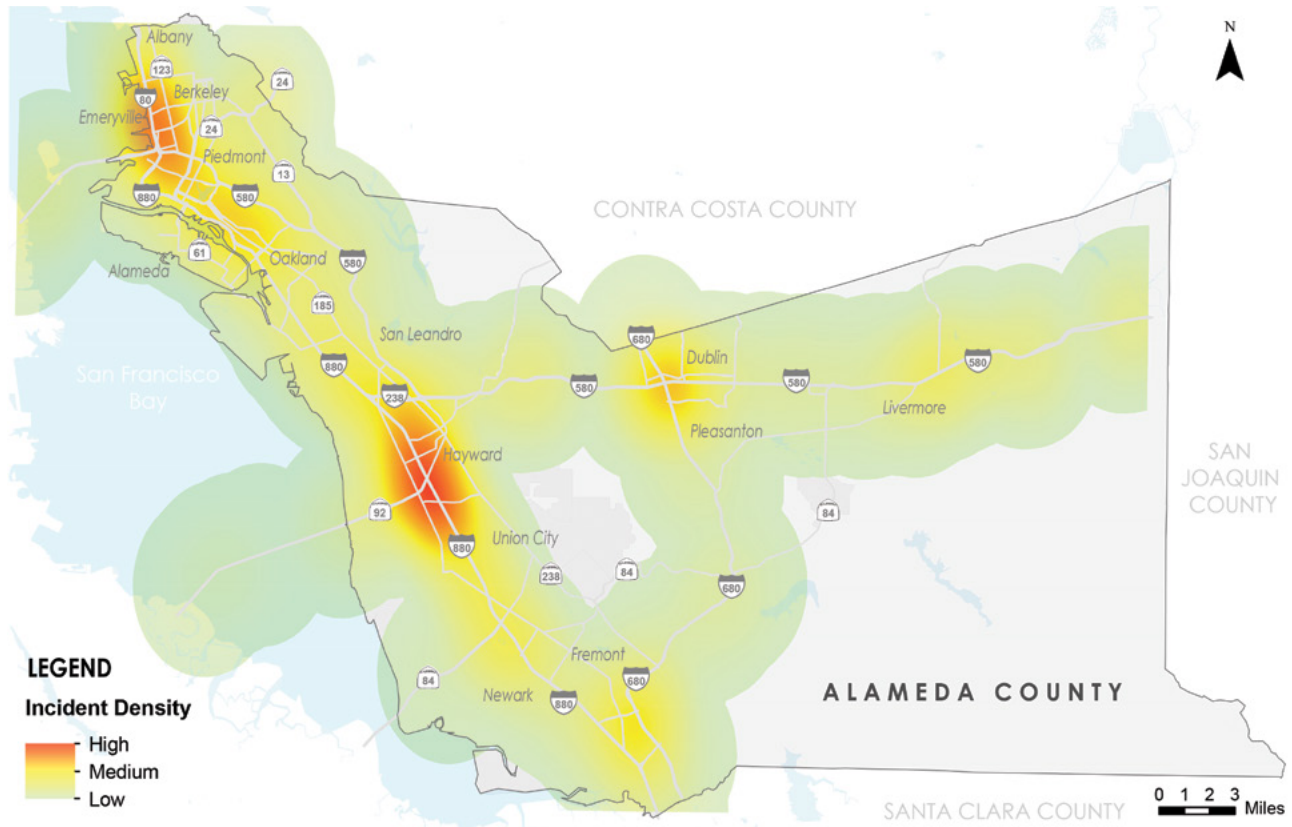 Albany
N
123
24
80
Berkeley
Emeryville
24
Piedmont
13
880
580
CONTRA COSTA COUNTY
61
Oakland
580
Alameda
185
San Leandro
680
880
Dublin
580
San Francisco
Bay
238
580
580
Livermore
Pleasanton
Hayward
SAN
JOAQUIN
COUNTY
92
84
880
Union City
238
84
680
LEGEND
Fremont
84
680
Incident Density
Newark
880
ALAMEDA COUNTY
High
Medium
Low
0 1 2 3
Miles
SANTA CLARA COUNTY